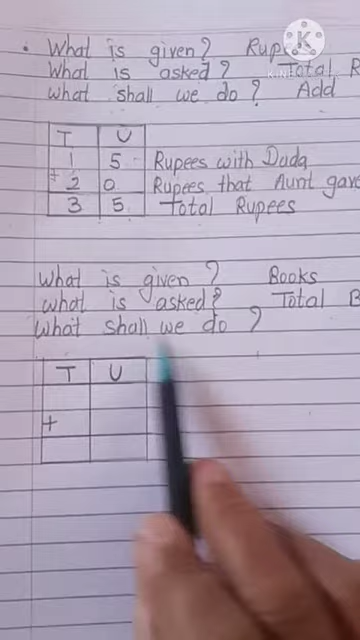 • What is given? Rup
What is asked? Total R
What shall we do? Add
T U
1 5 Rupees with Dada
+ 2 0 Rupees that Aunt gave
3 5 Total Rupees
What is given? Books
what is asked? Total B
What shall we do?
T U
+